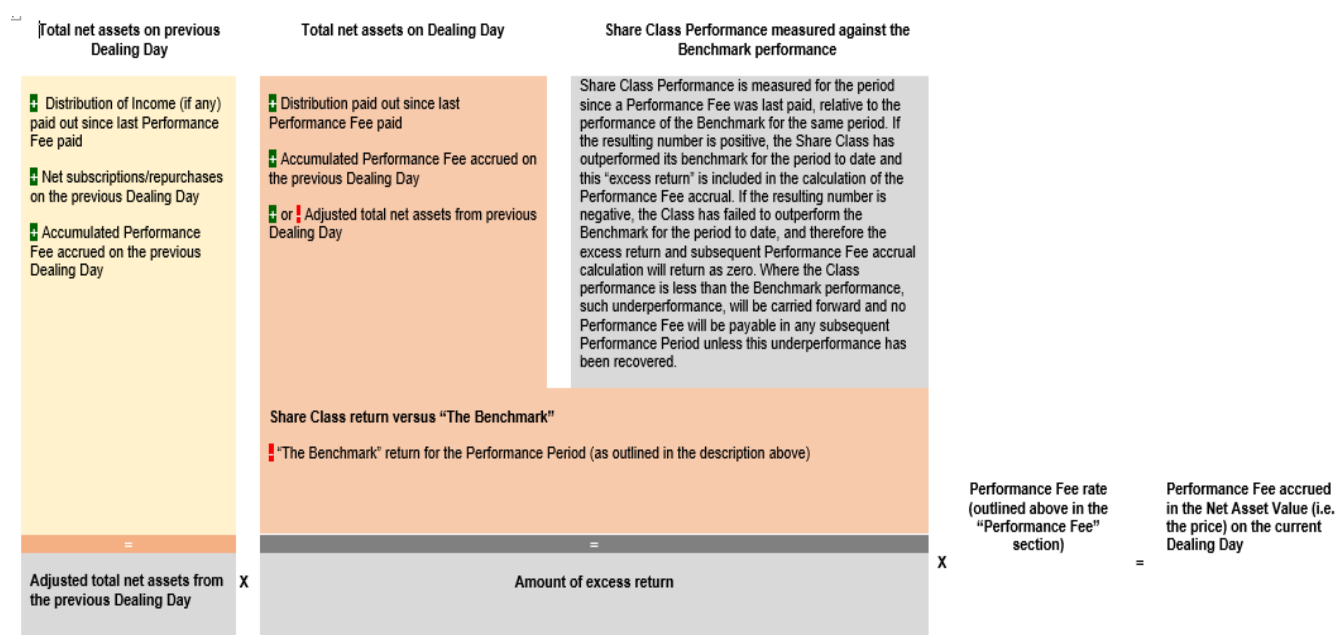 Total net assets on previous
Dealing Day
Total net assets on Dealing Day
Share Class Performance measured against the
Benchmark performance
+ Distribution of Income (if any)
paid out since last Performance
Fee paid
+ Net subscriptions/repurchases
on the previous Dealing Day
+ Accumulated Performance
Fee accrued on the previous
Dealing Day
+ Distribution paid out since last
Performance Fee paid
+ Accumulated Performance Fee accrued on
the previous Dealing Day
+ or - Adjusted total net assets from previous
Dealing Day
Share Class Performance is measured for the period
since a Performance Fee was last paid, relative to the
performance of the Benchmark for the same period. If
the resulting number is positive, the Share Class has
outperformed its benchmark for the period to date and
this “excess return” is included in the calculation of the
Performance Fee accrual. If the resulting number is
negative, the Class has failed to outperform the
Benchmark for the period to date, and therefore the
excess return and subsequent Performance Fee accrual
calculation will return as zero. Where the Class
performance is less than the Benchmark performance,
such underperformance, will be carried forward and no
Performance Fee will be payable in any subsequent
Performance Period unless this underperformance has
been recovered.
Share Class return versus “The Benchmark”
- “The Benchmark” return for the Performance Period (as outlined in the description above)
=
=
Adjusted total net assets from
the previous Dealing Day
X
Amount of excess return
X
Performance Fee rate
(outlined above in the
“Performance Fee”
section)
=
Performance Fee accrued
in the Net Asset Value (i.e.
the price) on the current
Dealing Day